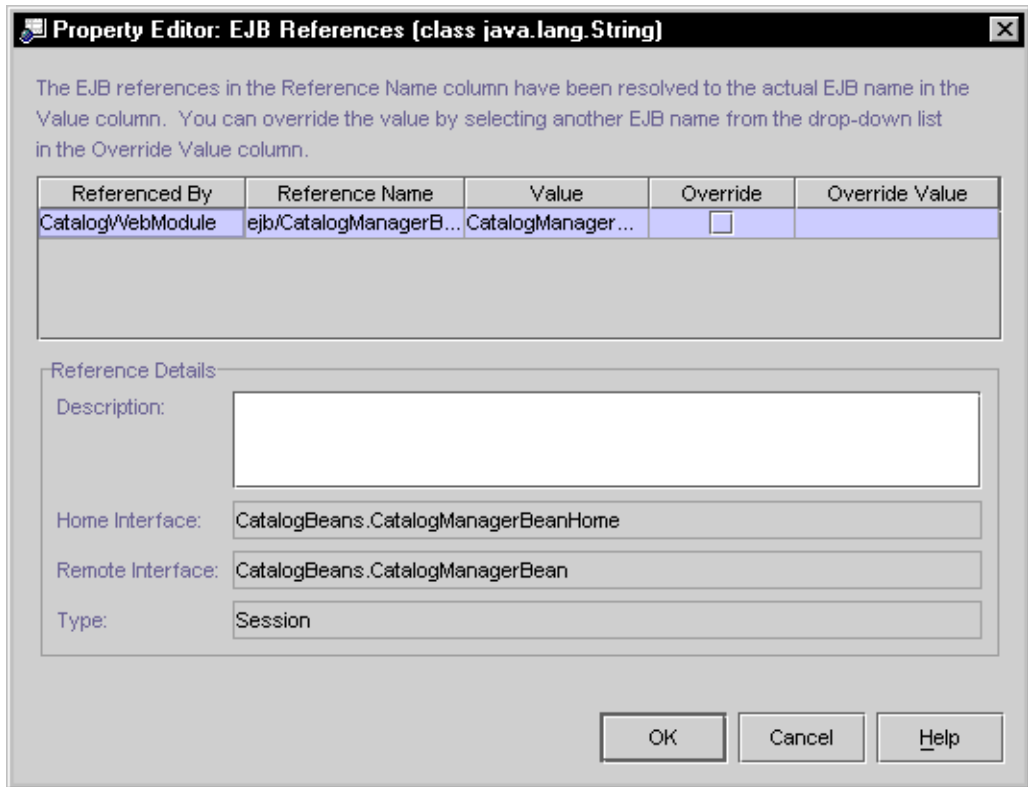 Property Editor: EJB References (class java.lang.String)
The EJB references in the Reference Name column have been resolved to the actual EJB name in the
Value column.  You can override the value by selecting another EJB name from the drop-down list
in the Override Value column.
Referenced By Reference Name Value Override Override Value
CatalogWebModule ejb/CatalogManagerB... CatalogManager...
Reference Details
Description:
Home Interface: CatalogBeans.CatalogManagerBeanHome
Remote Interface: CatalogBeans.CatalogManagerBean
Type: Session
OK Cancel Help